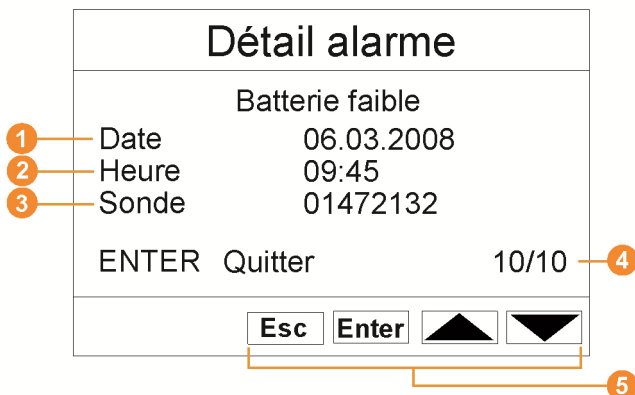 Détail alarme
Batterie faible
1 Date 06.03.2008
2 Heure 09:45
3 Sonde 01472132
ENTER Quitter 10/10 4
Esc Enter
5